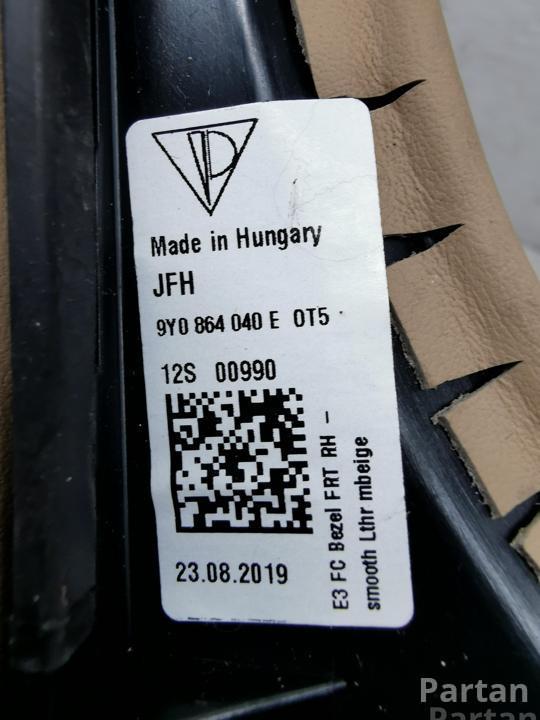 Made in Hungary
JFH
9Y0 864 040 E 0T5
12S 00990
23.08.2019
E3 FC Bezel FRT RH -
smooth Lthr mbeige
Partan
Partan